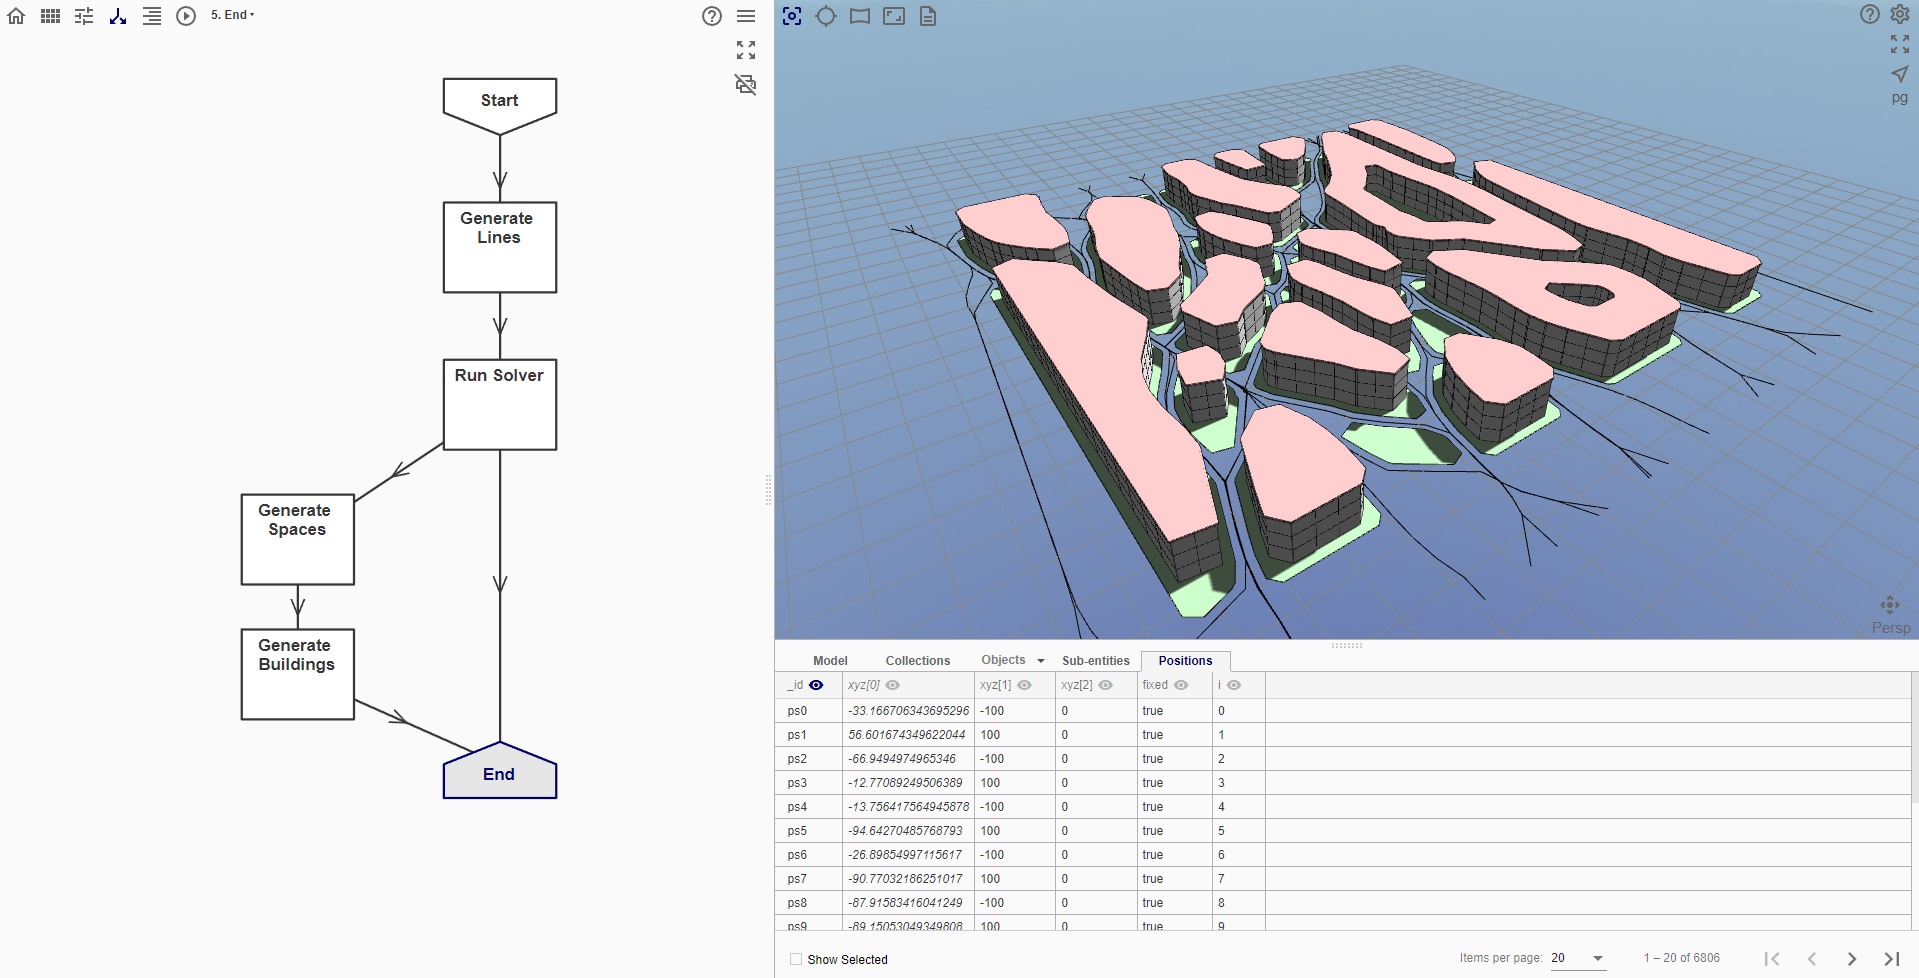 5. End
Start
Generate
Lines
Run Solver
Generate
Spaces
Generate
Buildings
End
pg
Persp
Model Collections Objects Sub-entities Positions
_id xyz[0] xyz[1] xyz[2] fixed i
ps0 -33.166706343695296 -100 0 true 0
ps1 56.601674349622044 100 0 true 1
ps2 -66.9494974965346 -100 0 true 2
ps3 -12.77089249506389 100 0 true 3
ps4 -13.756417564945878 -100 0 true 4
ps5 -94.64270485768793 100 0 true 5
ps6 -26.89854997115617 -100 0 true 6
ps7 -90.77032186251017 100 0 true 7
ps8 -87.91583416041249 -100 0 true 8
ps9 -89.15053049349808 100 0 true 9
Show Selected
Items per page: 20
1 – 20 of 6806